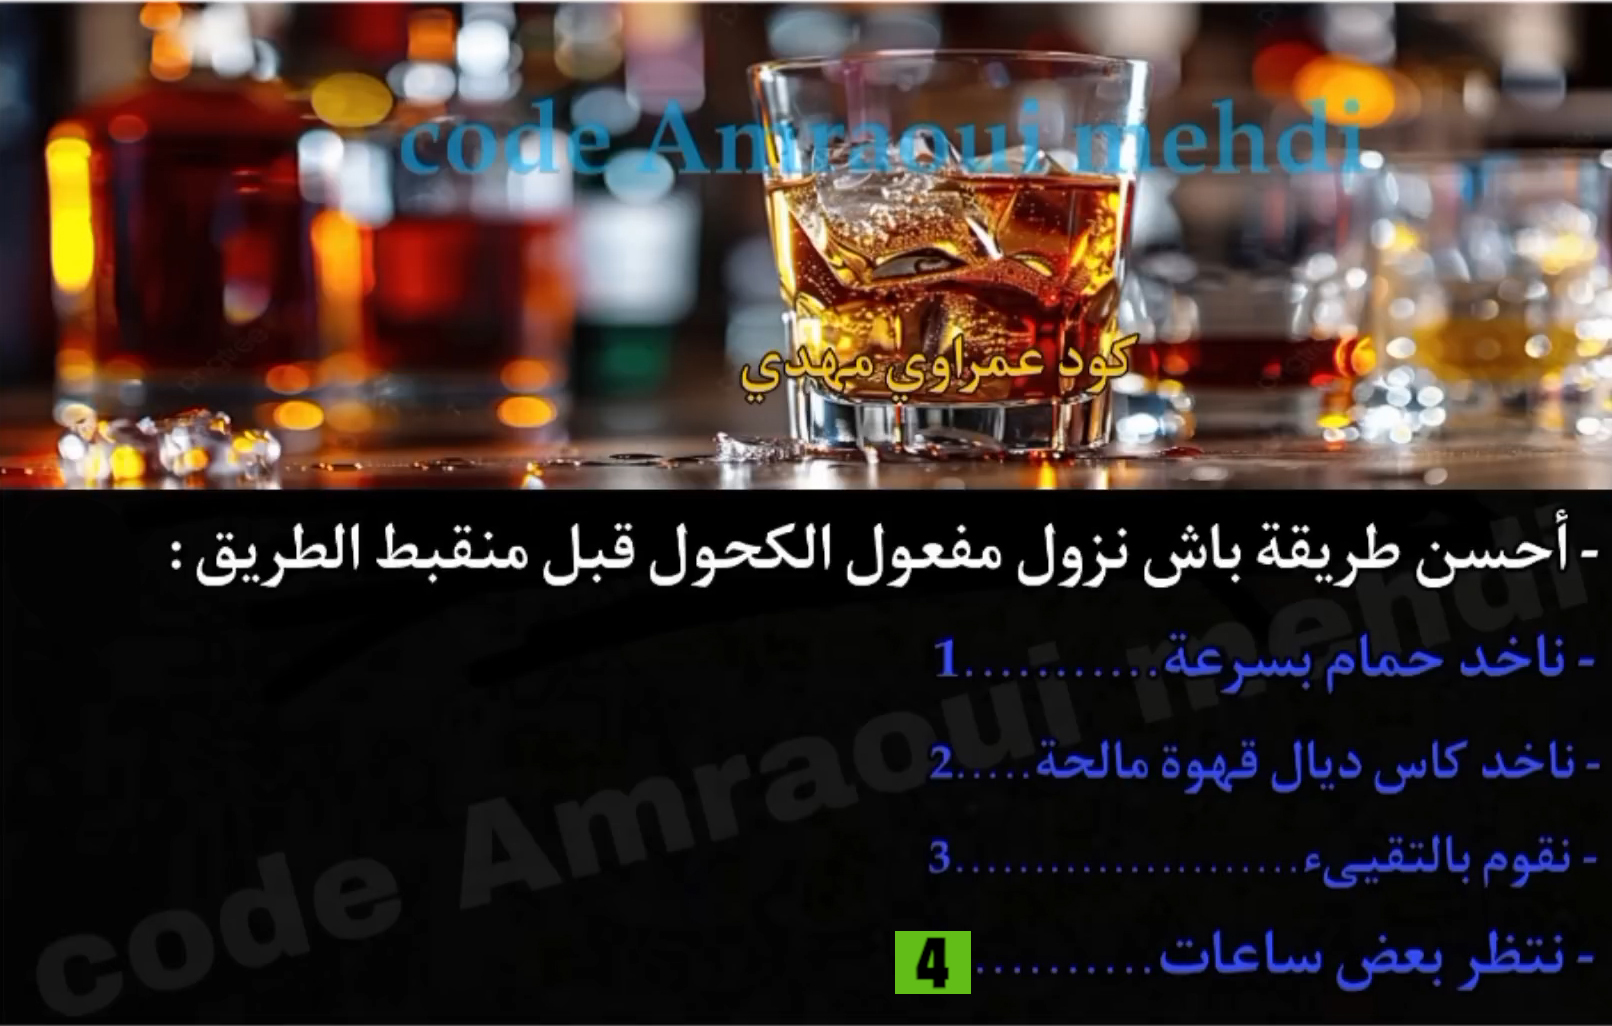 code Amraoui mehdi
كود عمراوي مهدي
- أحسن طريقة باش نزول مفعول الكحول قبل منقبط الطريق :
- ناخد حمام بسرعة...........1
- ناخد كاس ديال قهوة مالحة.....2
- نقوم بالتقيىء......................3
- نتظر بعض ساعات...........4
code Amraoui mehdi